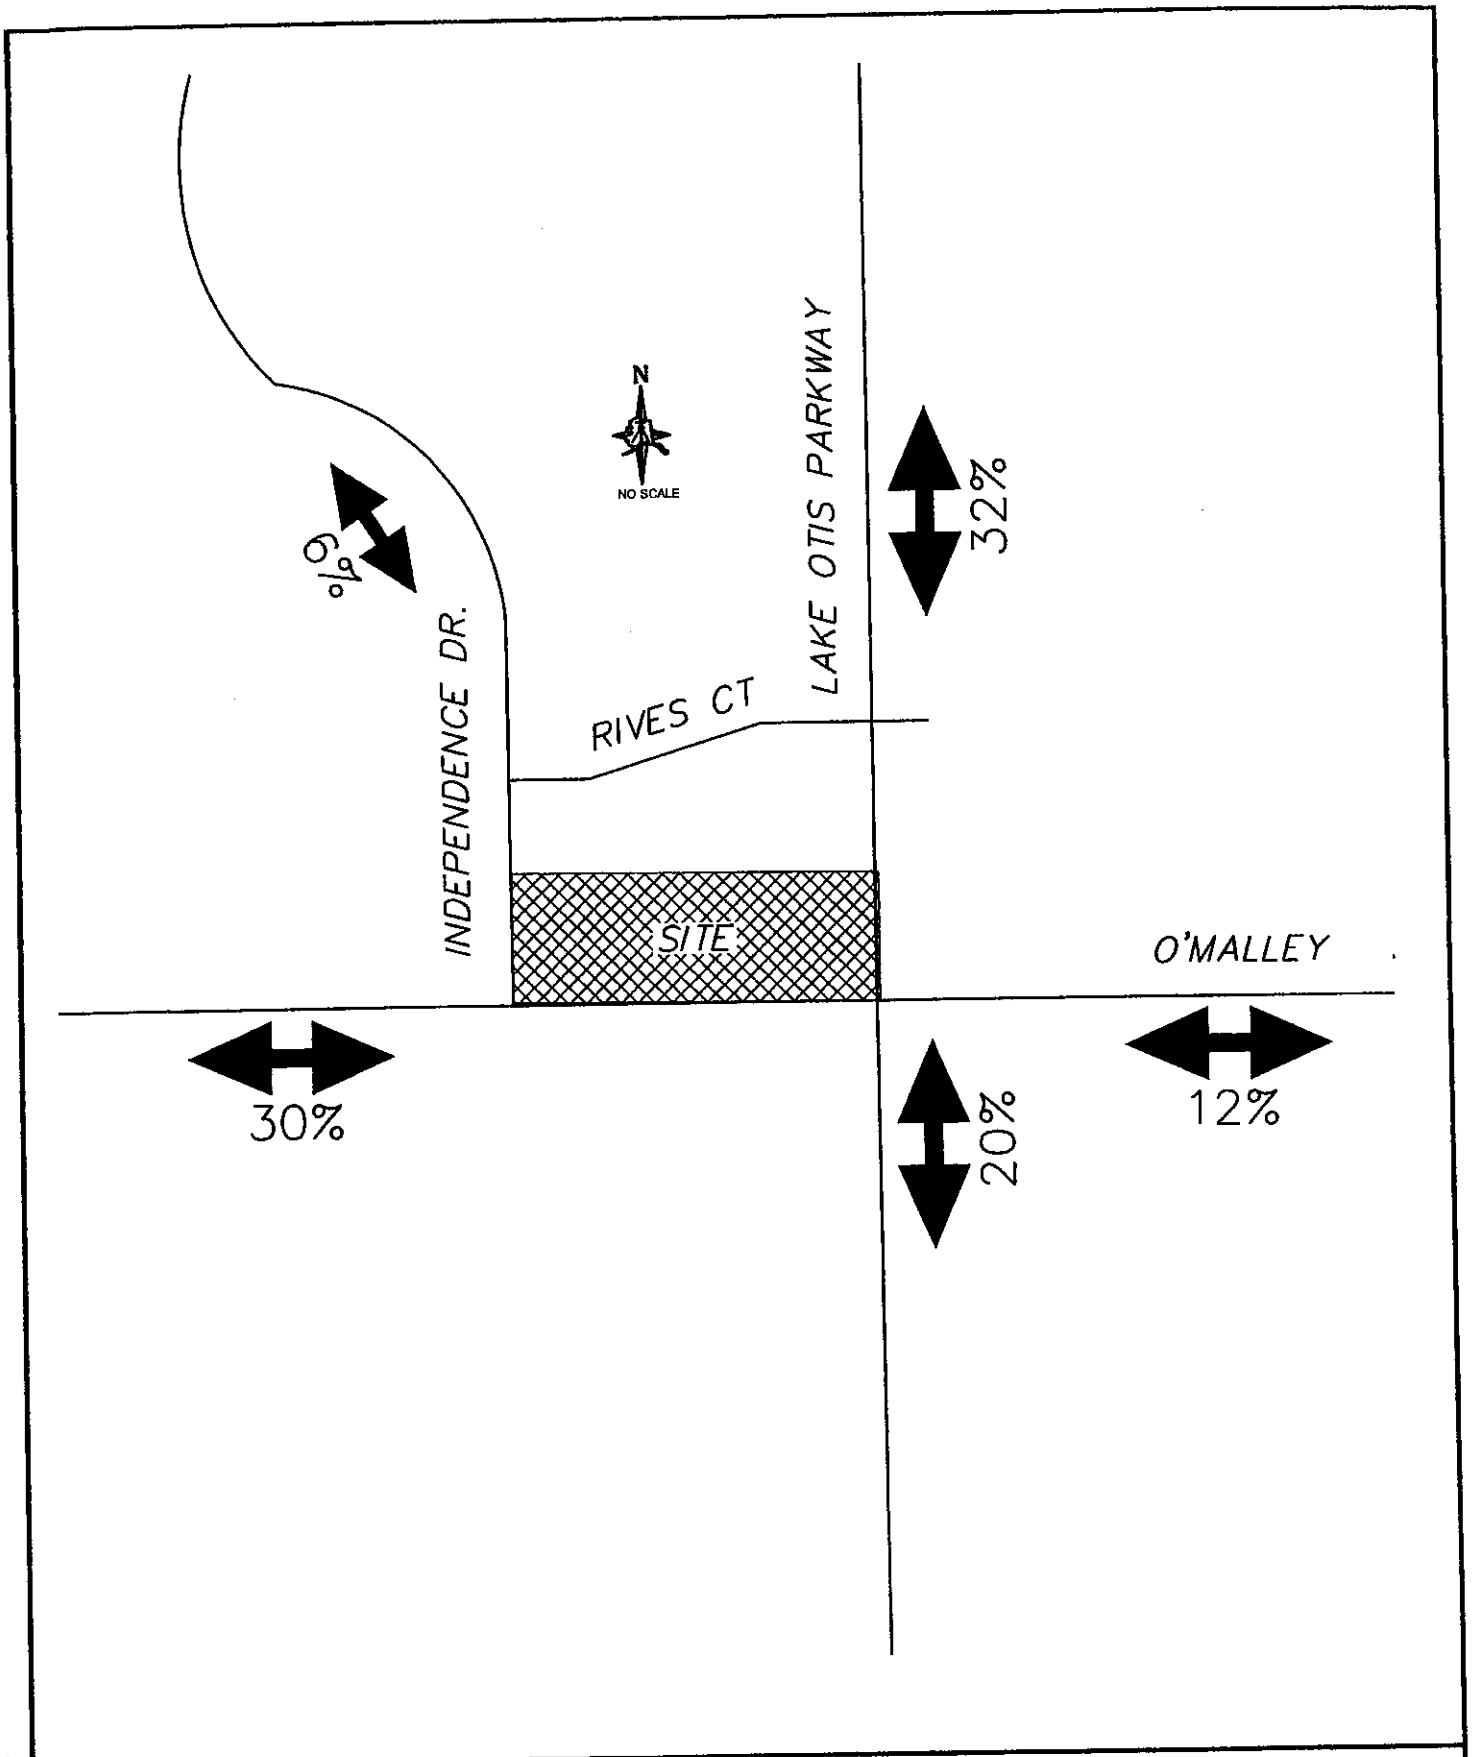 N
NO SCALE
LAKE OTIS PARKWAY
32%
6%
INDEPENDENCE DR.
RIVES CT
SITE
O'MALLEY
30%
20%
12%